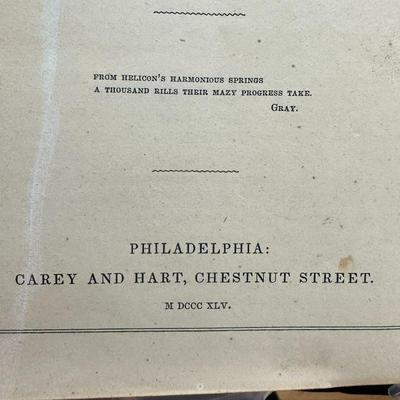 FROM HELICON'S HARMONIOUS SPRINGS
A THOUSAND RILLS THEIR MAZY PROGRESS TAKE.
GRAY.
PHILADELPHIA:
CAREY AND HART, CHESTNUT STREET.
M DCCC XLV.